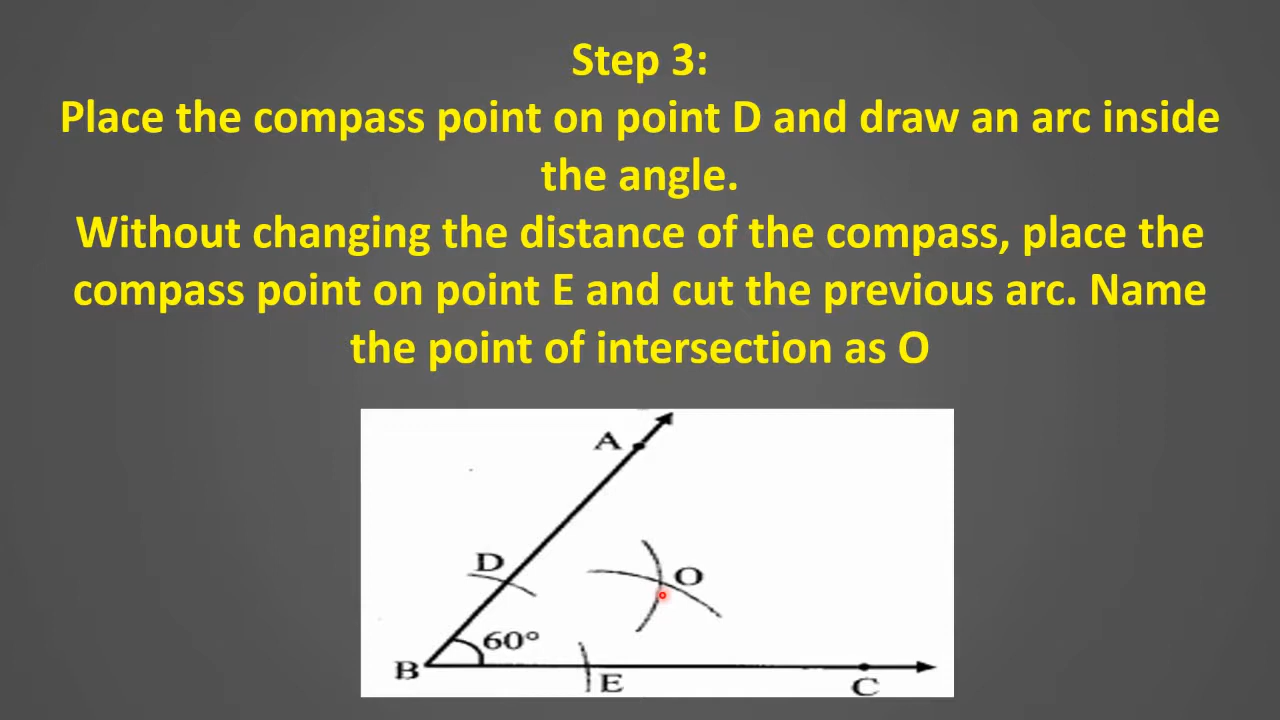 Step 3:
Place the compass point on point D and draw an arc inside
the angle.
Without changing the distance of the compass, place the
compass point on point E and cut the previous arc. Name
the point of intersection as O
A
D
O
60°
B
E
C